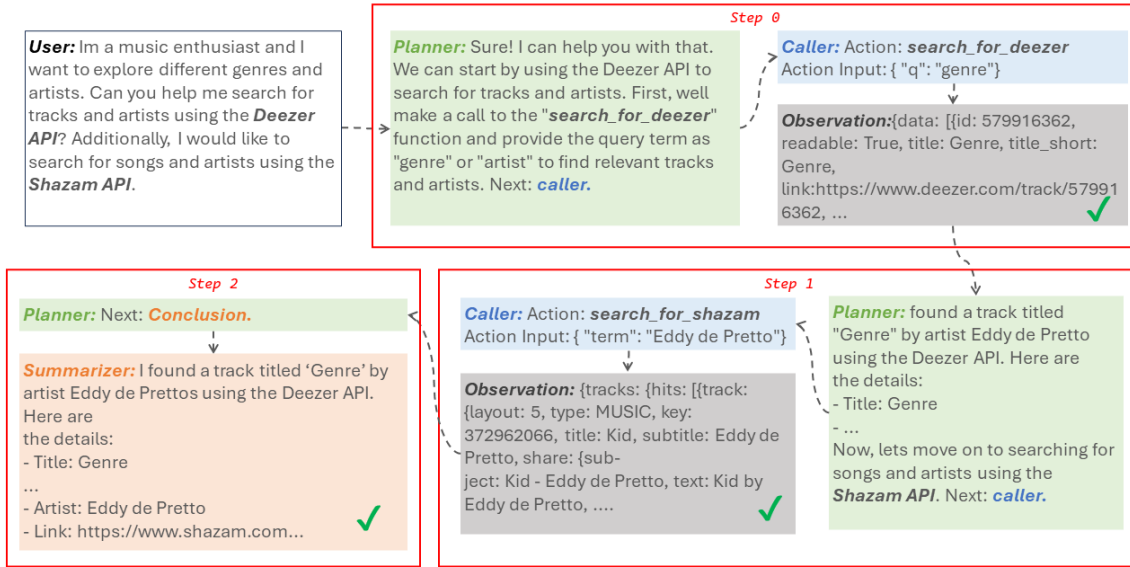 Step 0
User: Im a music enthusiast and I
want to explore different genres and
artists. Can you help me search for
tracks and artists using the Deezer
API? Additionally, I would like to
search for songs and artists using the
Shazam API.
Planner: Sure! I can help you with that.
We can start by using the Deezer API to
search for tracks and artists. First, well
make a call to the "search_for_deezer"
function and provide the query term as
"genre" or "artist" to find relevant tracks
and artists. Next: caller.
Caller: Action: search_for_deezer
Action Input: { "q": "genre"}
Observation:{data: [{id: 579916362,
readable: True, title: Genre, title_short:
Genre,
link:https://www.deezer.com/track/57991
6362, ...
Step 1
Planner: found a track titled
"Genre" by artist Eddy de Pretto
using the Deezer API. Here are
the details:
- Title: Genre
- ...
Now, lets move on to searching for
songs and artists using the
Shazam API. Next: caller.
Caller: Action: search_for_shazam
Action Input: { "term": "Eddy de Pretto"}
Observation: {tracks: {hits: [{track:
{layout: 5, type: MUSIC, key:
372962066, title: Kid, subtitle: Eddy de
Pretto, share: {sub-
ject: Kid - Eddy de Pretto, text: Kid by
Eddy de Pretto, ....
Step 2
Planner: Next: Conclusion.
Summarizer: I found a track titled ‘Genre’ by
artist Eddy de Prettos using the Deezer API.
Here are
the details:
- Title: Genre
...
- Artist: Eddy de Pretto
- Link: https://www.shazam.com...